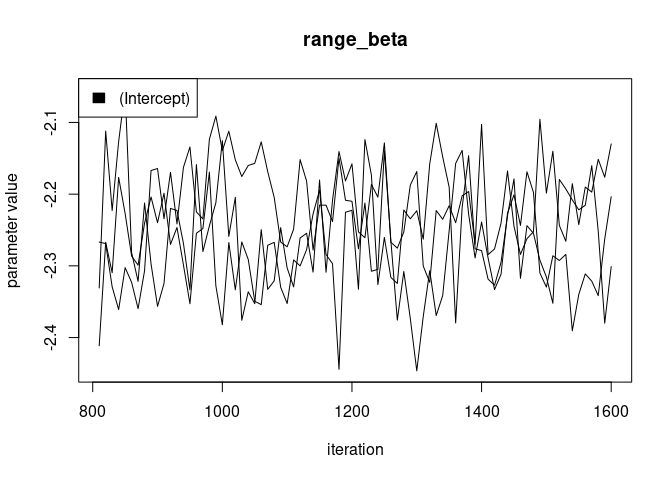 range_beta
(Intercept)
-2.1
-2.2
-2.3
-2.4
parameter value
800
1000
1200
1400
1600
iteration